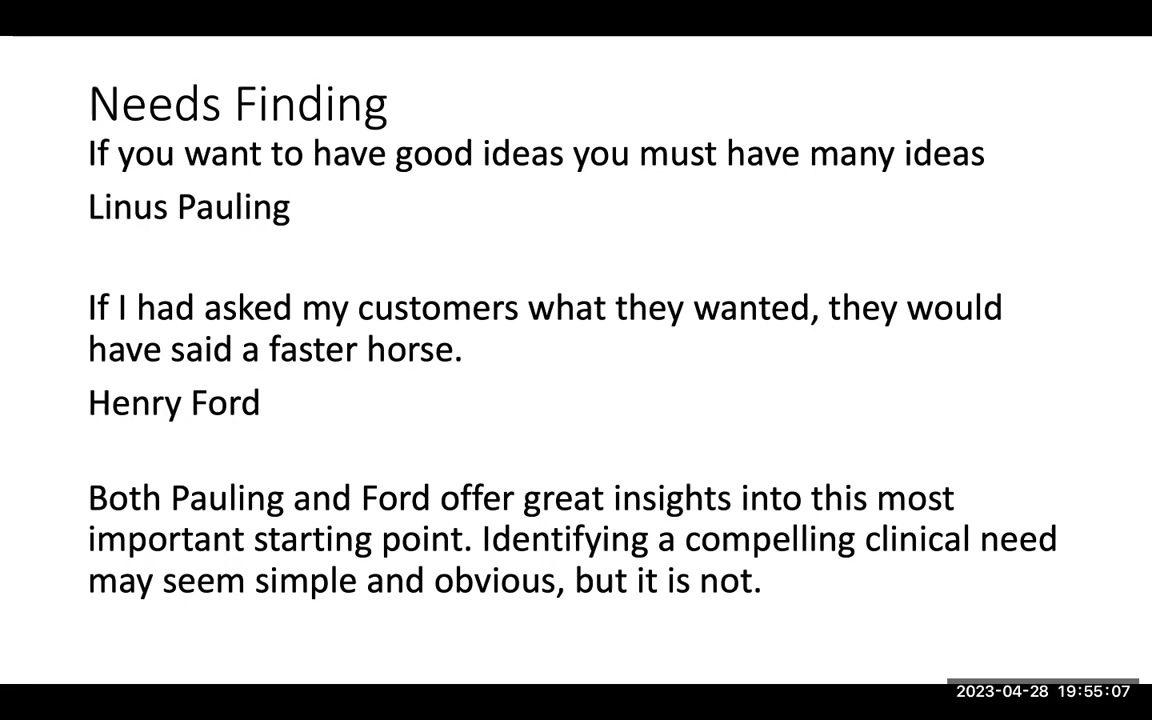 Needs Finding
If you want to have good ideas you must have many ideas
Linus Pauling
If I had asked my customers what they wanted, they would
have said a faster horse.
Henry Ford
Both Pauling and Ford offer great insights into this most
important starting point. Identifying a compelling clinical need
may seem simple and obvious, but it is not.
2023-04-28 19:55:07